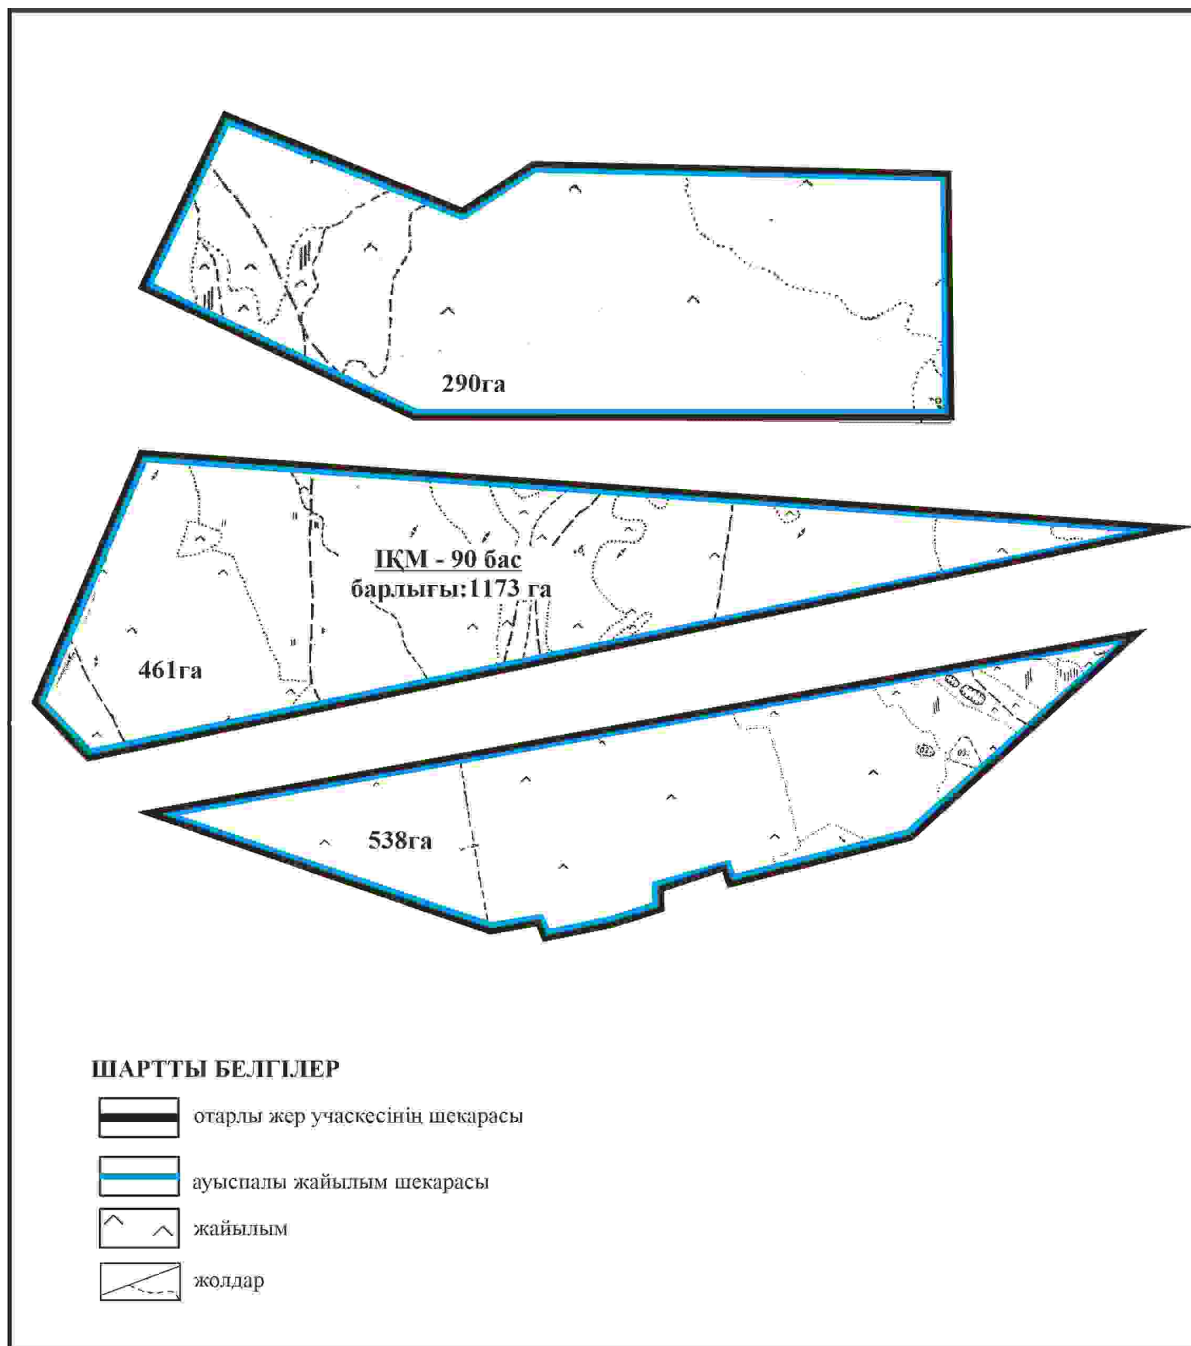 290га
ІҚМ - 90 бас
барлығы:1173 га
461га
538га
ШАРТТЫ БЕЛГІЛЕР
отарлы жер учаскесінің шекарасы
ауыспалы жайылым шекарасы
жайылым
жолдар